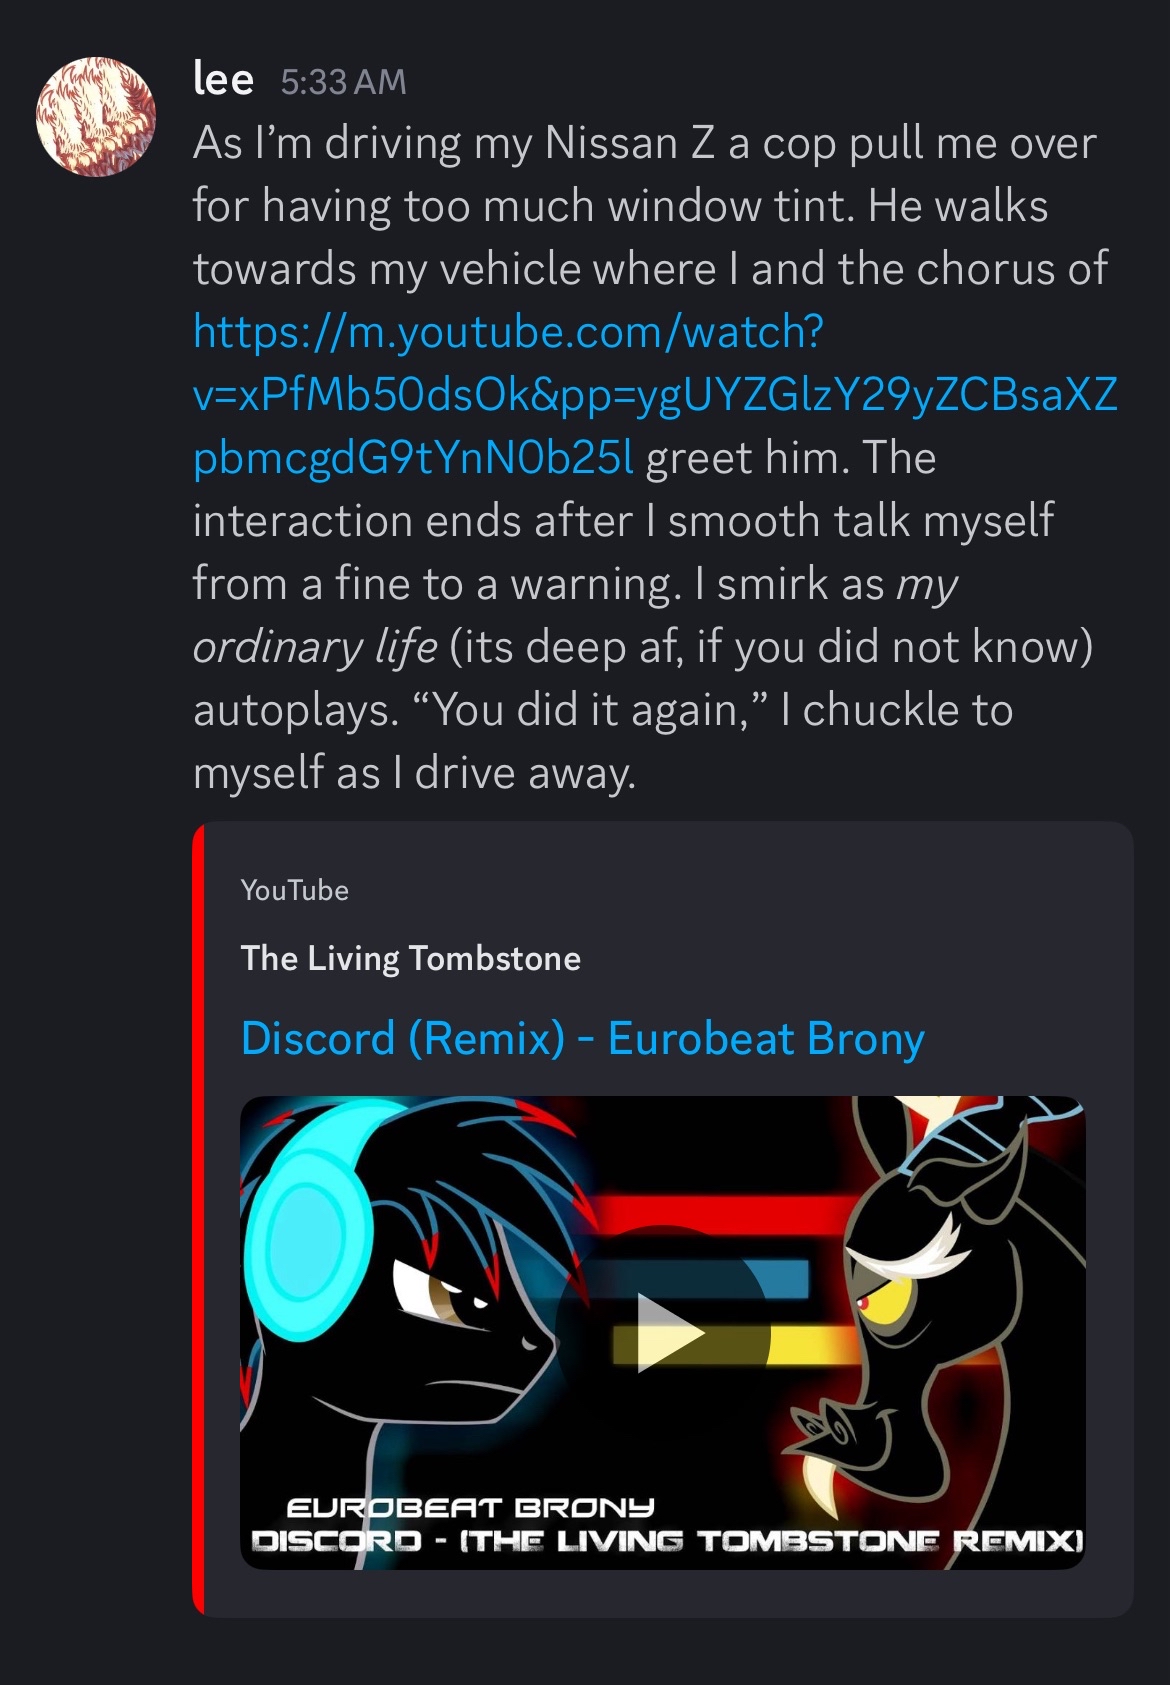 lee 5:33 AM
As I’m driving my Nissan Z a cop pull me over
for having too much window tint. He walks
towards my vehicle where I and the chorus of
https://m.youtube.com/watch?
v=xPfMb50dsOk&pp=ygUYZGlzY29yZCBsaXZ
pbmcgdG9tYnN0b25l greet him. The
interaction ends after I smooth talk myself
from a fine to a warning. I smirk as my
ordinary life (its deep af, if you did not know)
autoplays. “You did it again,” I chuckle to
myself as I drive away.
YouTube
The Living Tombstone
Discord (Remix) - Eurobeat Brony
EUROBEAT BRONY
DISCORD - (THE LIVING TOMBSTONE REMIX)